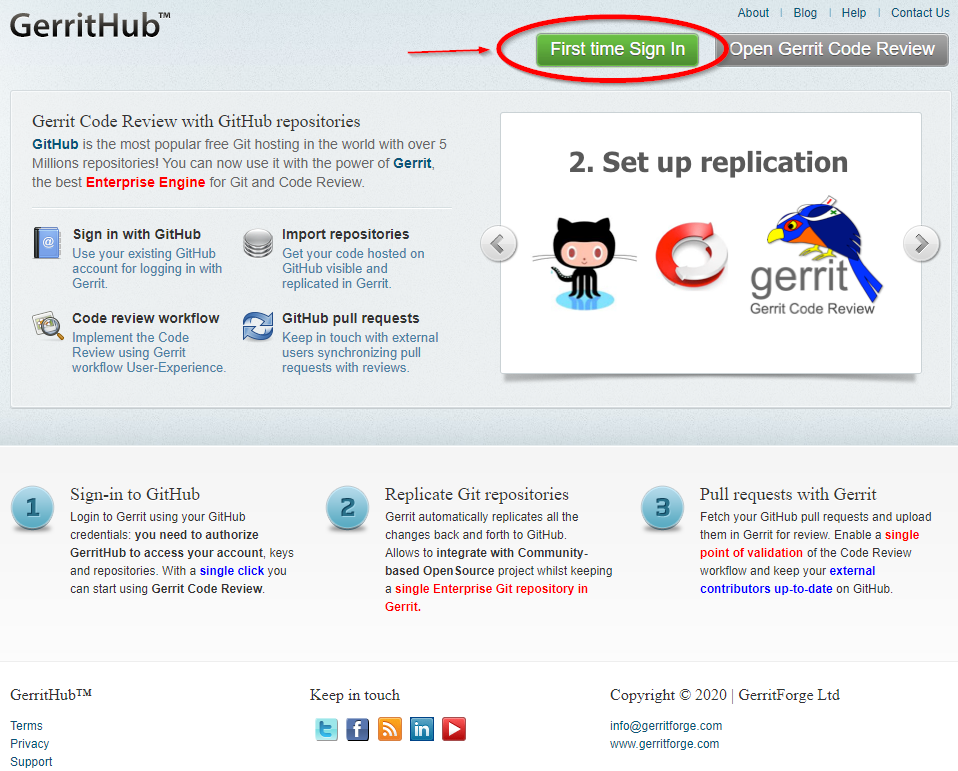 GerritHub™
About | Blog | Help | Contact Us
First time Sign In
Open Gerrit Code Review
Gerrit Code Review with GitHub repositories
GitHub is the most popular free Git hosting in the world with over 5
Millions repositories! You can now use it with the power of Gerrit,
the best Enterprise Engine for Git and Code Review.
Sign in with GitHub
Use your existing GitHub
account for logging in with
Gerrit.
Import repositories
Get your code hosted on
GitHub visible and
replicated in Gerrit.
Code review workflow
Implement the Code
Review using Gerrit
workflow User-Experience.
GitHub pull requests
Keep in touch with external
users synchronizing pull
requests with reviews.
2. Set up replication
gerrit
Gerrit Code Review
1
Sign-in to GitHub
Login to Gerrit using your GitHub
credentials: you need to authorize
GerritHub to access your account, keys
and repositories. With a single click you
can start using Gerrit Code Review.
2
Replicate Git repositories
Gerrit automatically replicates all the
changes back and forth to GitHub.
Allows to integrate with Community-
based OpenSource project whilst keeping
a single Enterprise Git repository in
Gerrit.
3
Pull requests with Gerrit
Fetch your GitHub pull requests and upload
them in Gerrit for review. Enable a single
point of validation of the Code Review
workflow and keep your external
contributors up-to-date on GitHub.
GerritHub™
Terms
Privacy
Support
Keep in touch
t f in
Copyright © 2020 | GerritForge Ltd
info@gerritforge.com
www.gerritforge.com